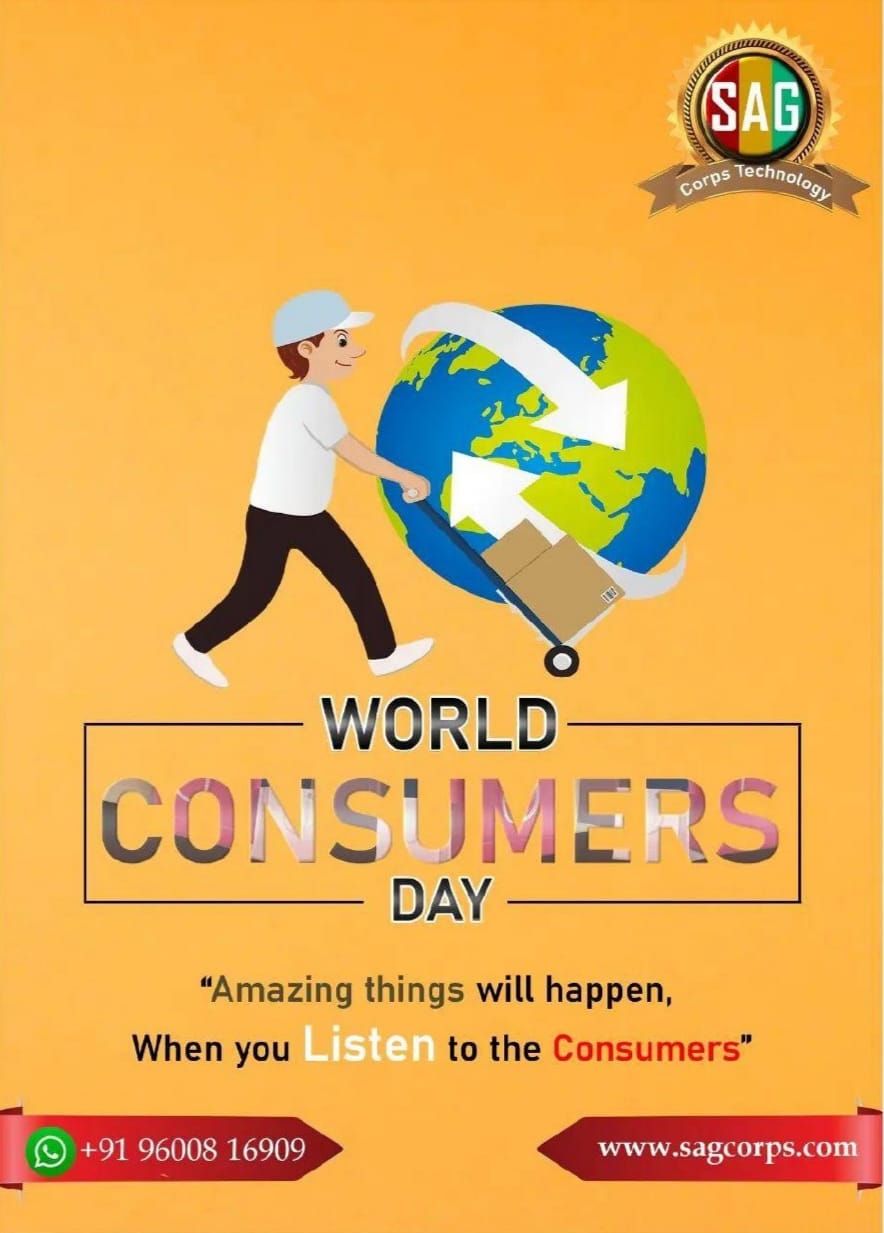 SAG
Corps Technology
WORLD
CONSUMERS
DAY
“Amazing things will happen,
When you Listen to the Consumers”
+91 96008 16909
www.sagcorps.com